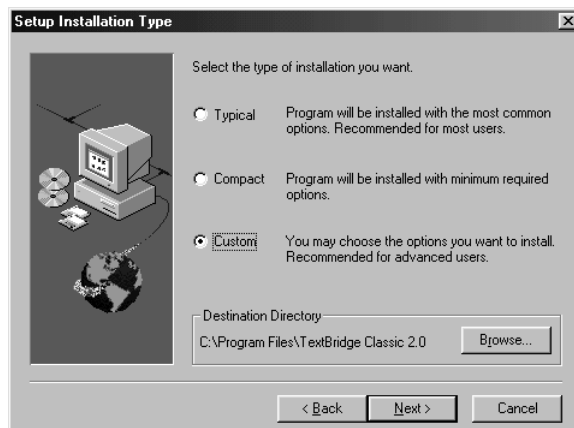 Setup Installation Type
Select the type of installation you want.
Typical
Program will be installed with the most common
options. Recommended for most users.
Compact
Program will be installed with minimum required
options.
Custom
You may choose the options you want to install.
Recommended for advanced users.
Destination Directory
C:\Program Files\TextBridge Classic 2.0
Browse...
< Back
Next >
Cancel